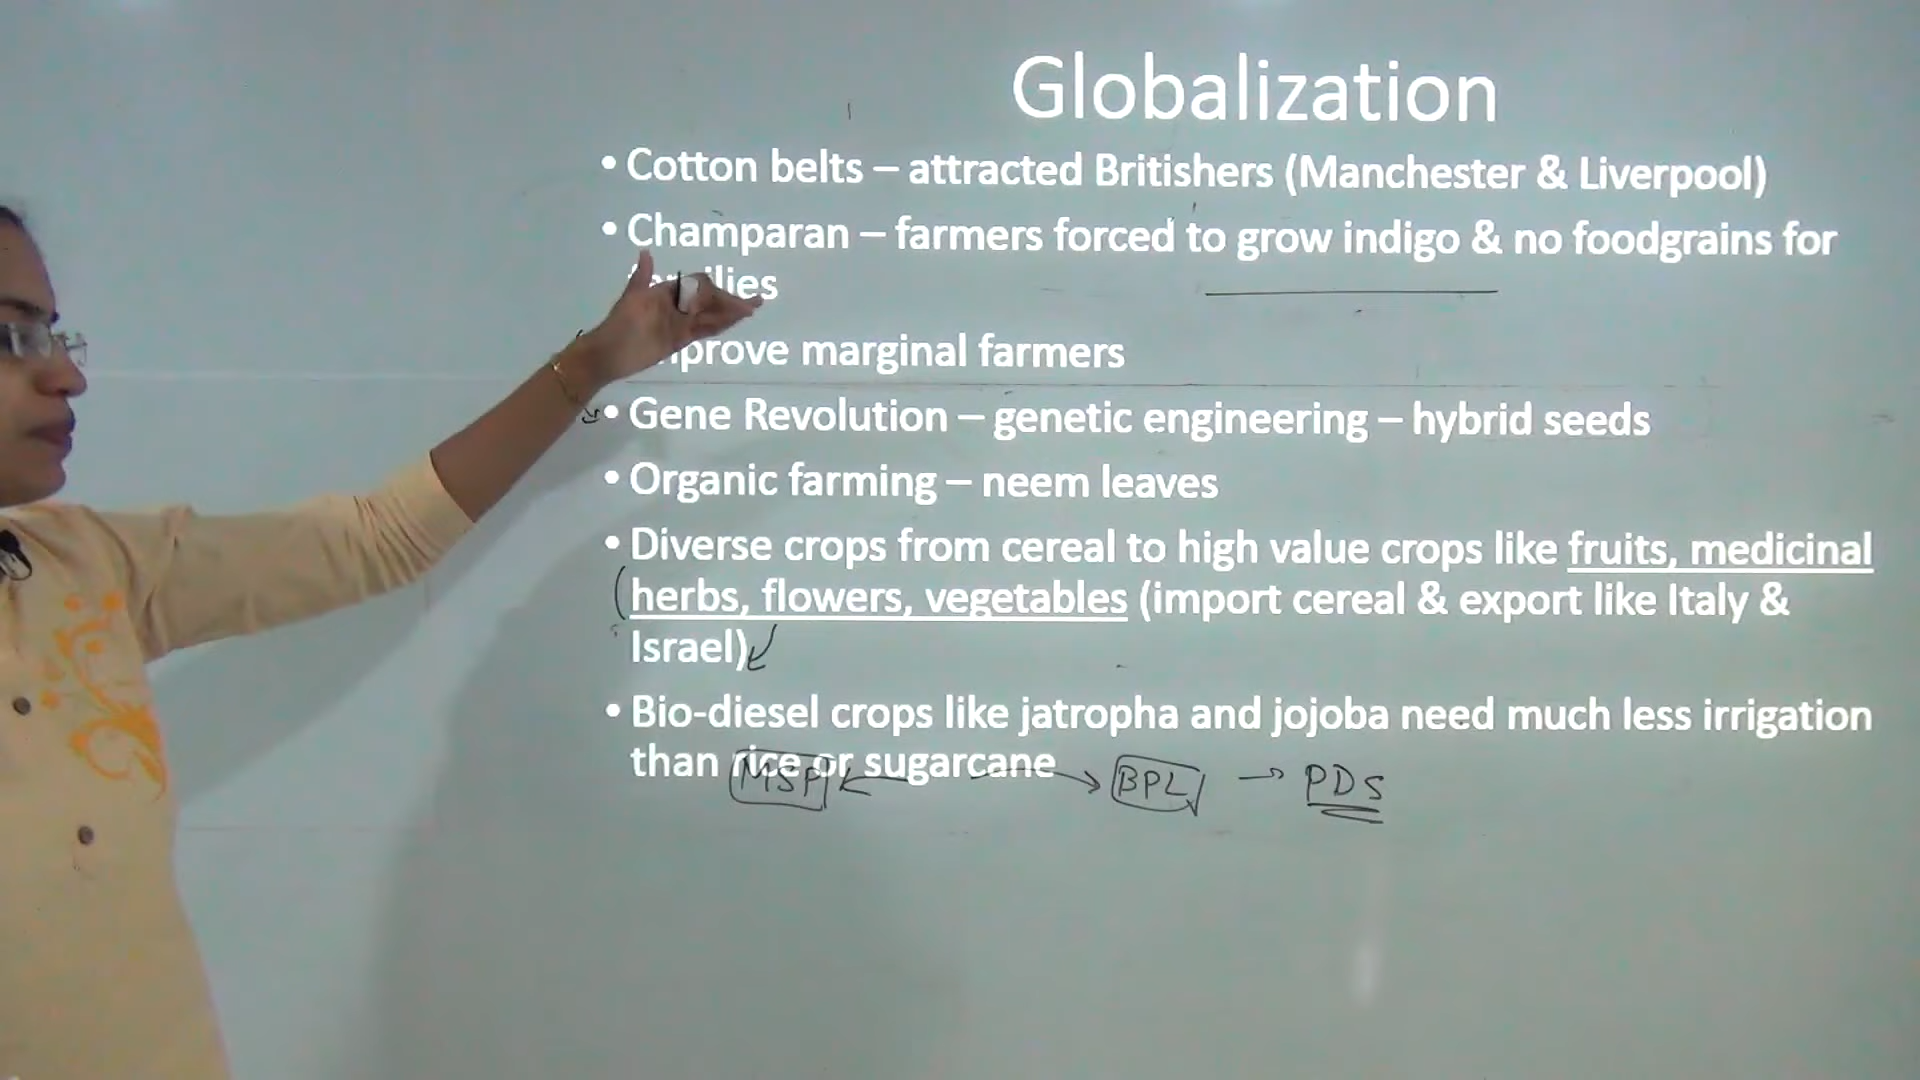 Globalization
• Cotton belts – attracted Britishers (Manchester & Liverpool)
• Champaran – farmers forced to grow indigo & no foodgrains for
families
marginal farmers
• Gene Revolution – genetic engineering – hybrid seeds
• Organic farming – neem leaves
• Diverse crops from cereal to high value crops like fruits, medicinal
herbs, flowers, vegetables (import cereal & export like Italy &
Israel)
• Bio-diesel crops like jatropha and jojoba need much less irrigation
than rice or sugarcane
MSP ← → BPL → PDS